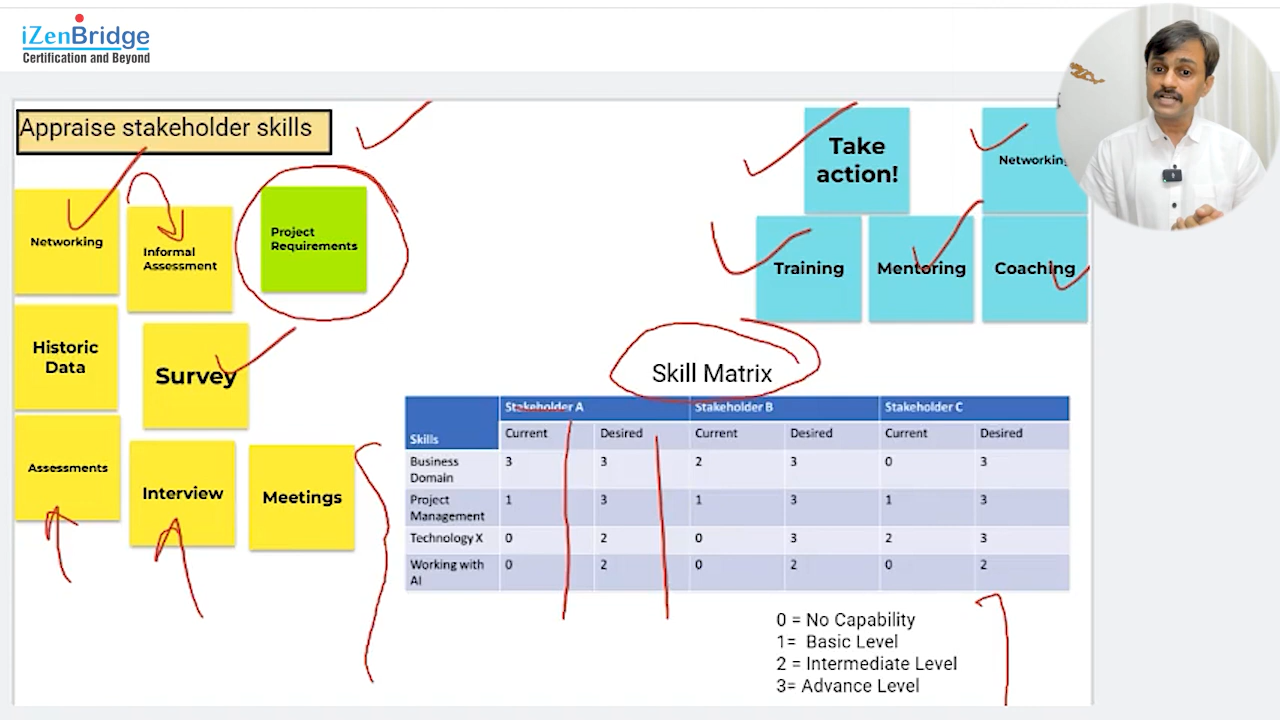 iZenBridge
Certification and Beyond
Appraise stakeholder skills
Networking
Informal
Assessment
Project
Requirements
Historic
Data
Survey
Assessments
Interview
Meetings
Take
action!
Training
Mentoring
Coaching
Skill Matrix
Skills
Stakeholder A
Stakeholder B
Stakeholder C
Current
Desired
Current
Desired
Current
Desired
Business
Domain
3
3
2
3
0
3
Project
Management
1
3
1
3
1
3
Technology X
0
2
0
3
2
3
Working with
AI
0
2
0
2
0
2
0 = No Capability
1= Basic Level
2 = Intermediate Level
3= Advance Level